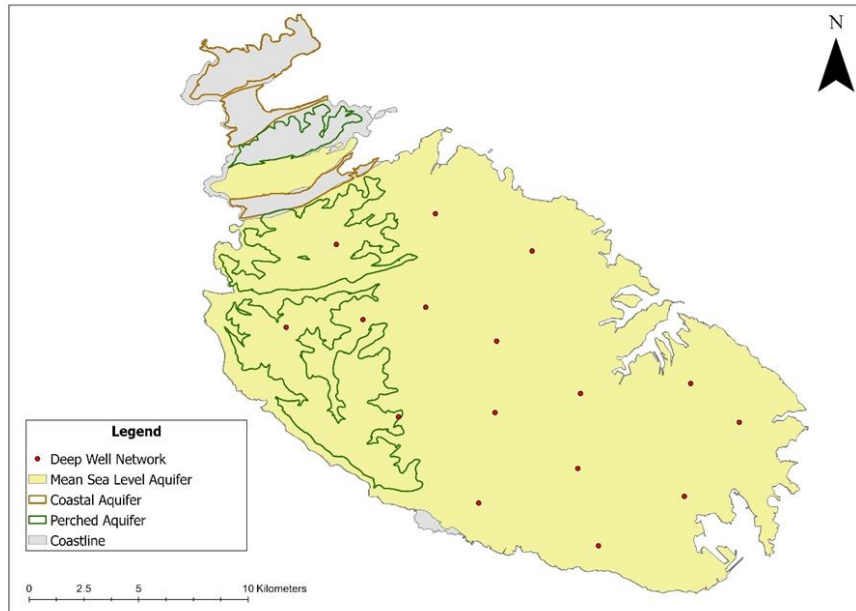 N
Legend
Deep Well Network
Mean Sea Level Aquifer
Coastal Aquifer
Perched Aquifer
Coastline
0 2.5 5 10 Kilometers